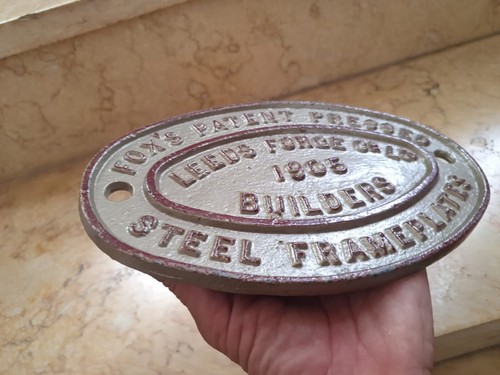 FOX'S PATENT PRESSED
LEEDS FORGE Co LD
1905
BUILDERS
STEEL FRAMEPLATES